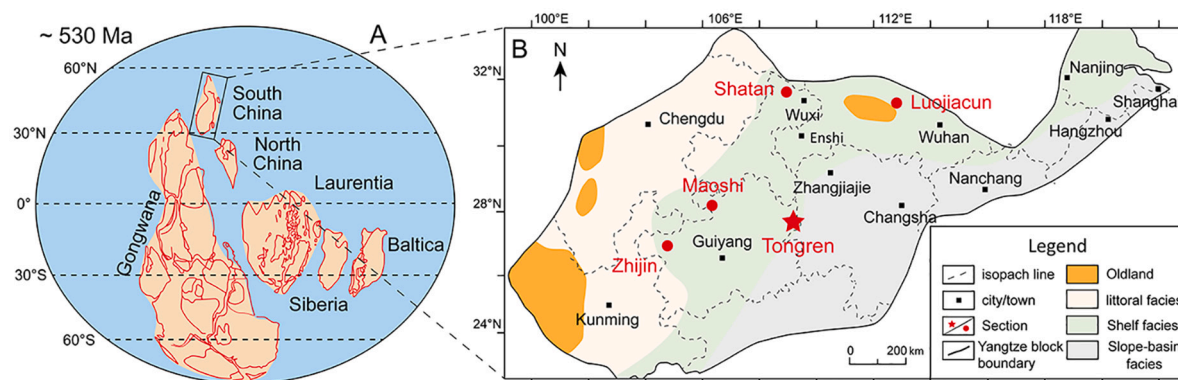 ~ 530 Ma
A
60°N
South
China
30°N
North
China
Laurentia
0°
Gongwana
Baltica
30°S
Siberia
60°S
100°E
106°E
112°E
118°E
B
N
32°N
Nanjing
Shatan
Luojiacun
Shangha
Wuxi
Chengdu
Wuhan
Hangzhou
Enshi
Maoshi
Zhangjiajie
Nanchang
28°N
Changsha
Guiyang
Tongren
Zhijin
Kunming
24°N
0
200 km
Legend
isopach line
Oldland
city/town
littoral facies
Section
Shelf facies
Yangtze block
boundary
Slope-basin
facies